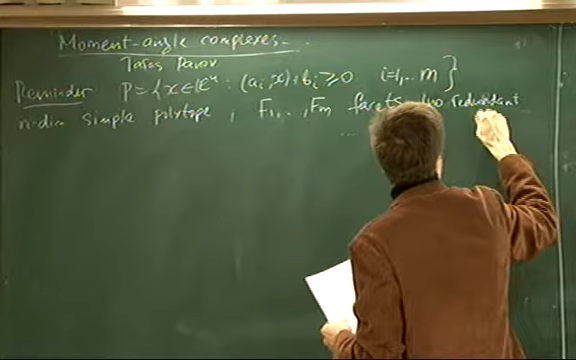 Moment-angle complexes.
Taras Panov
Reminder P = { x ∈ ℝⁿ : (aᵢ, x) + bᵢ ⩾ 0 i=1,... m }
n-dim simple polytope , F₁, ... , Fm facets no redundant
...